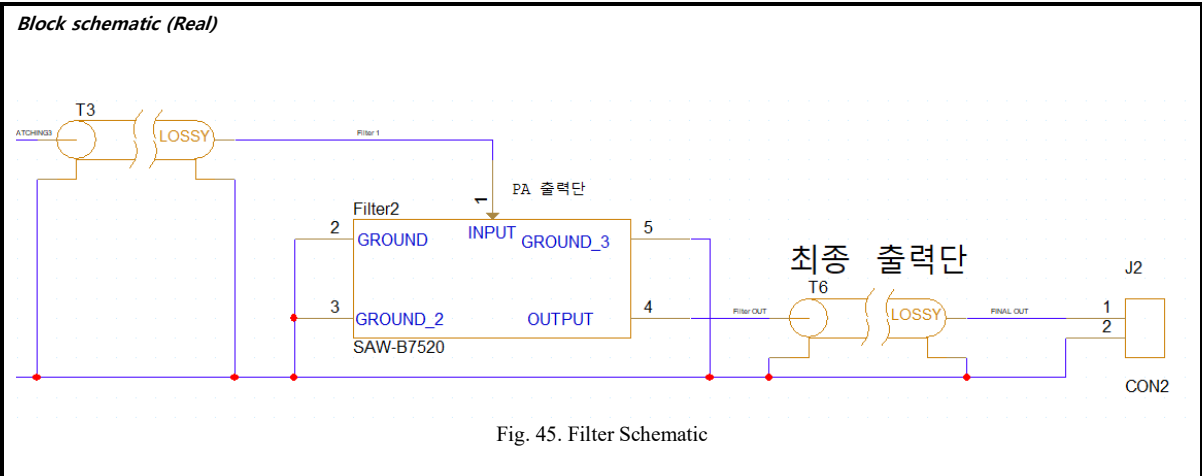 Block schematic (Real)
T3
ATCHING3
LOSSY
Filter 1
1
PA 출력단
Filter2
2
GROUND
INPUT
GROUND_3
5
3
GROUND_2
OUTPUT
4
SAW-B7520
최종 출력단
T6
Filter OUT
LOSSY
FINAL OUT
J2
1
2
CON2
Fig. 45. Filter Schematic